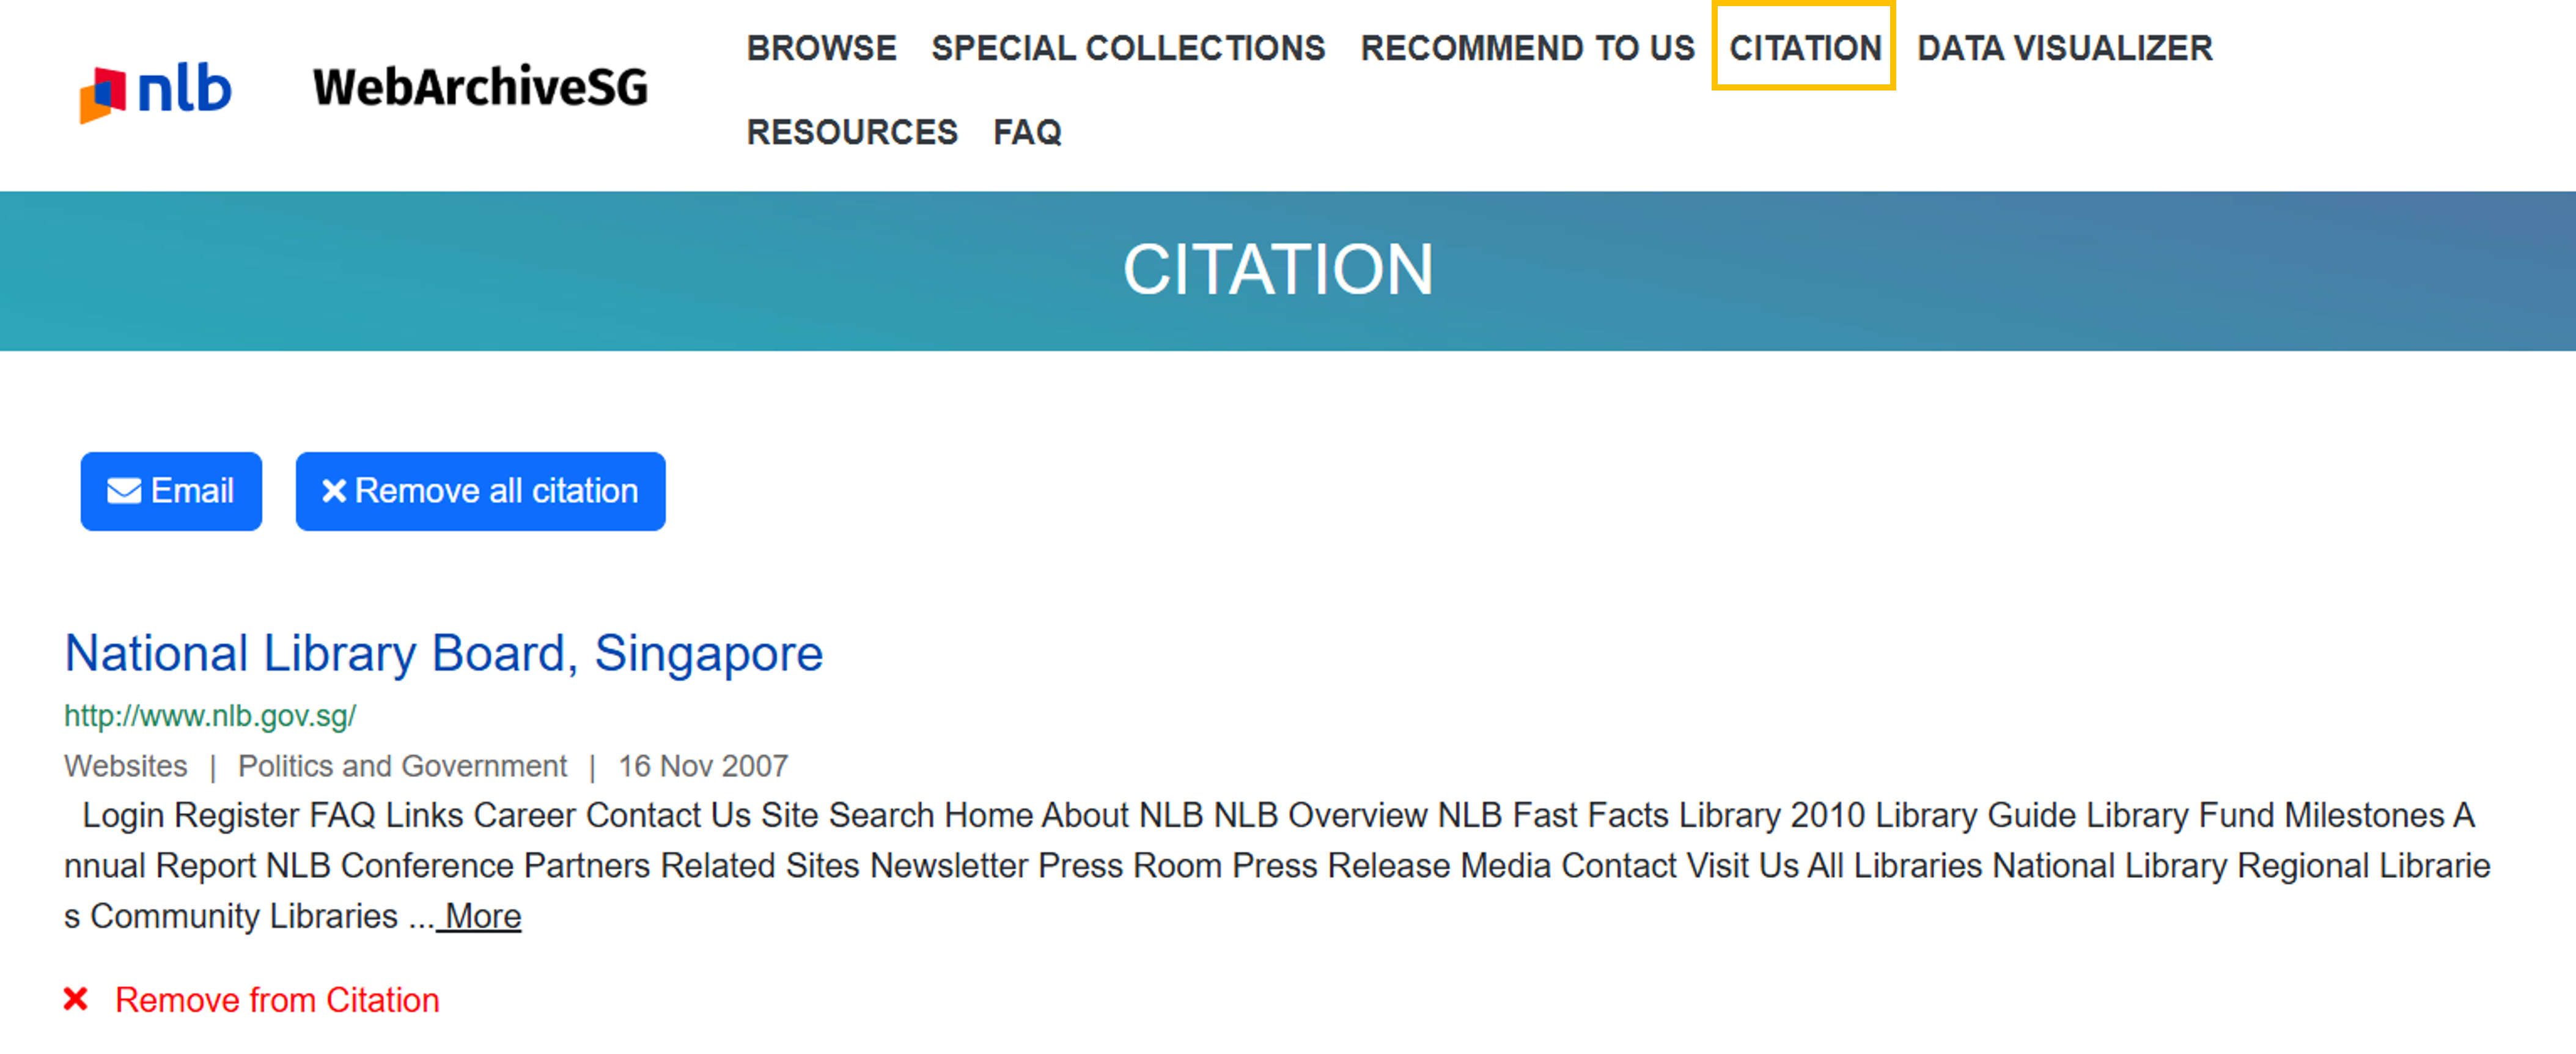 nlb
WebArchiveSG
BROWSE SPECIAL COLLECTIONS RECOMMEND TO US CITATION DATA VISUALIZER
RESOURCES FAQ
CITATION
Email
Remove all citation
National Library Board, Singapore
http://www.nlb.gov.sg/
Websites | Politics and Government | 16 Nov 2007
Login Register FAQ Links Career Contact Us Site Search Home About NLB NLB Overview NLB Fast Facts Library 2010 Library Guide Library Fund Milestones A
nnual Report NLB Conference Partners Related Sites Newsletter Press Room Press Release Media Contact Visit Us All Libraries National Library Regional Librarie
s Community Libraries ... More
Remove from Citation